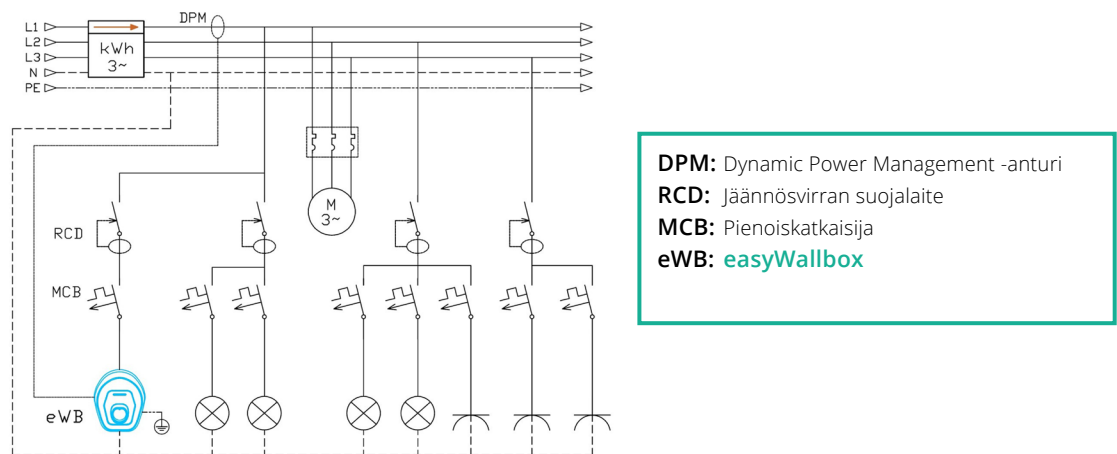 DPM
L1
L2
L3
N
PE
kWh
3~
M
3~
RCD
MCB
eWB
DPM: Dynamic Power Management -anturi
RCD: Jäännösvirran suojalaite
MCB: Pienoiskatkaisija
eWB: easyWallbox